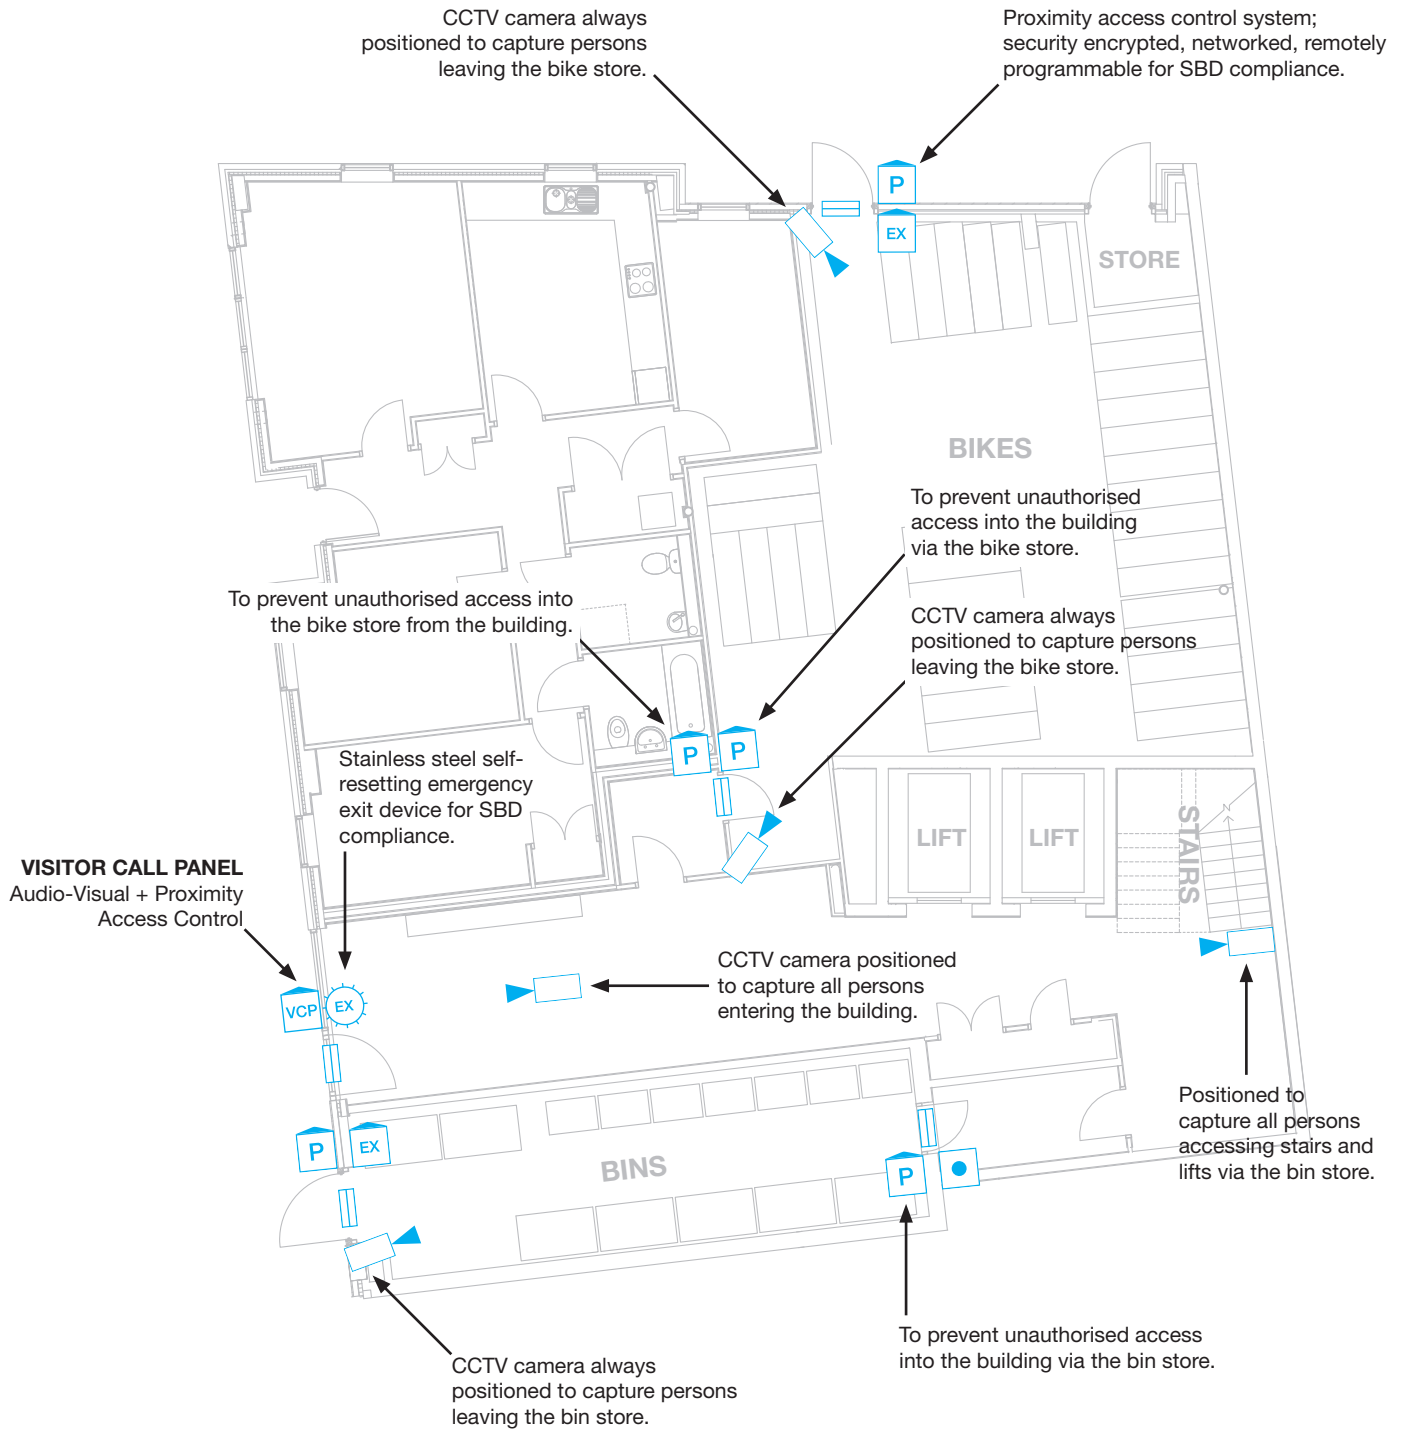 CCTV camera always
positioned to capture persons
leaving the bike store.
Proximity access control system;
security encrypted, networked, remotely
programmable for SBD compliance.
P
EX
STORE
BIKES
To prevent unauthorised
access into the building
via the bike store.
To prevent unauthorised access into
the bike store from the building.
CCTV camera always
positioned to capture persons
leaving the bike store.
P
P
Stainless steel self-
resetting emergency
exit device for SBD
compliance.
LIFT
LIFT
STAIRS
N
VISITOR CALL PANEL
Audio-Visual + Proximity
Access Control
VCP
EX
CCTV camera positioned
to capture all persons
entering the building.
Positioned to
capture all persons
accessing stairs and
lifts via the bin store.
P
EX
BINS
P
To prevent unauthorised access
into the building via the bin store.
CCTV camera always
positioned to capture persons
leaving the bin store.